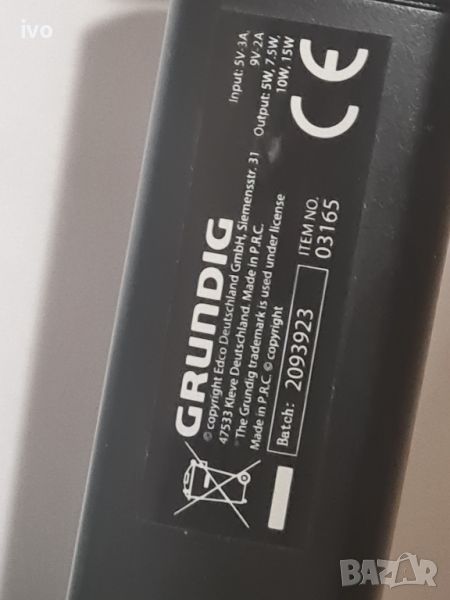 ivo
GRUNDIG
© copyright Edco Deutschland GmbH, Siemensstr. 31
47533 Kleve Deutschland. Made in P.R.C.
*The Grundig trademark is used under license
Made in P.R.C. © copyright
Batch: 2093923
ITEM NO.
03165
Input: 5V-3A,
9V-2A
Output: 5W, 7.5W,
10W, 15W
CE
BAZAR